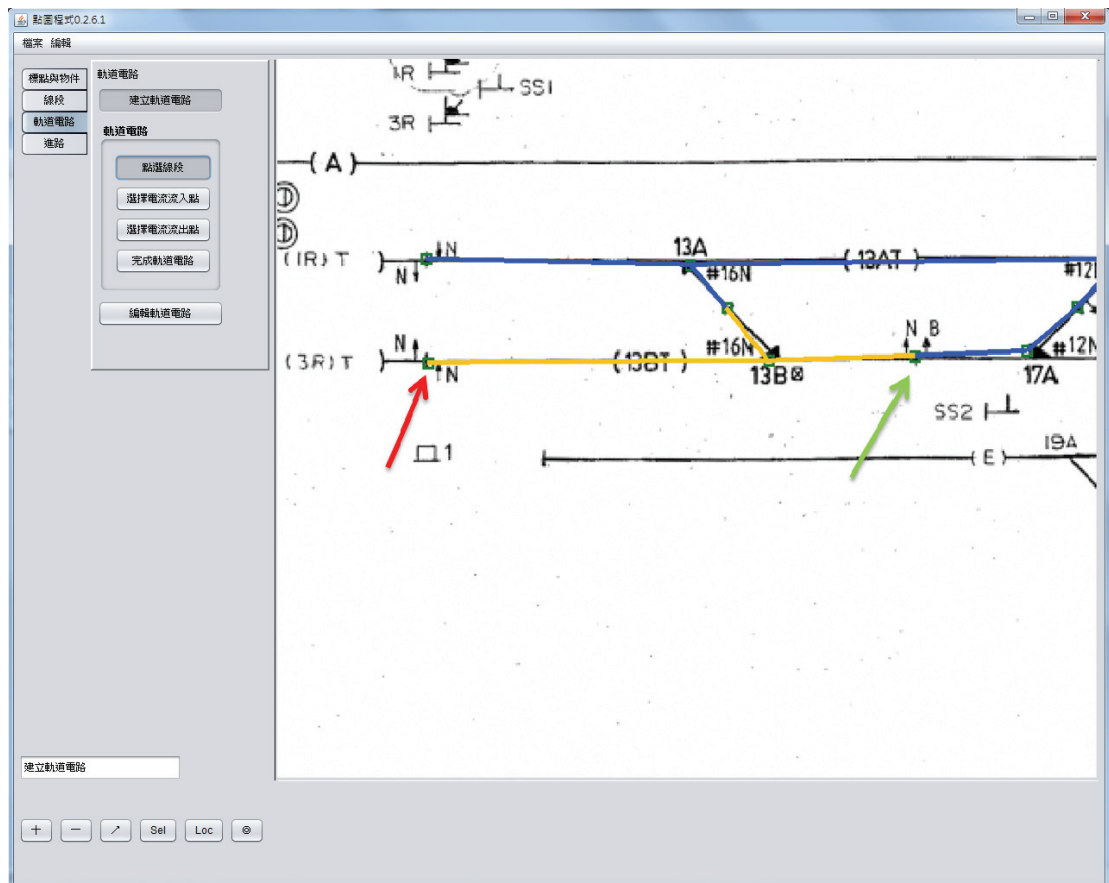 點圖程式0.2.6.1
檔案 編輯
標點與物件
線段
軌道電路
進路
軌道電路
建立軌道電路
軌道電路
點選線段
選擇電流流入點
選擇電流流出點
完成軌道電路
編輯軌道電路
1R
SS1
3R
(A)
①
①
(1R) T
N
N
13A
#16N
(13AT)
#12N
(3R) T
N
N
(13BT)
#16N
13B
N B
17A
#12N
SS2
1
(E)
19A
建立軌道電路
+ − ↗ Sel Loc ◎